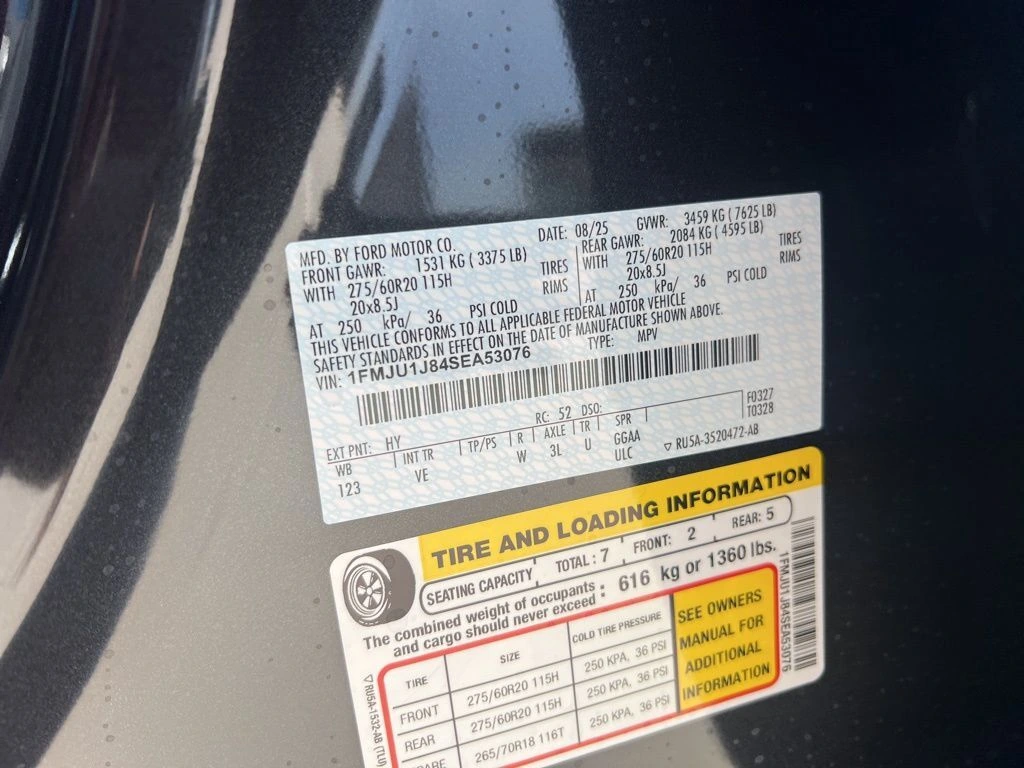 MFD. BY FORD MOTOR CO. DATE: 08/25 GVWR: 3459 KG ( 7625 LB)
FRONT GAWR: 1531 KG ( 3375 LB) REAR GAWR: 2084 KG ( 4595 LB)
WITH 275/60R20 115H TIRES WITH 275/60R20 115H TIRES
20x8.5J RIMS 20x8.5J RIMS
AT 250 kPa/ 36 PSI COLD AT 250 kPa/ 36 PSI COLD
THIS VEHICLE CONFORMS TO ALL APPLICABLE FEDERAL MOTOR VEHICLE
SAFETY STANDARDS IN EFFECT ON THE DATE OF MANUFACTURE SHOWN ABOVE.
VIN: 1FMJU1J84SEA53076 TYPE: MPV
F0327
T0328
EXT PNT: HY RC: 52 DSO:
WB INT TR TP/PS R AXLE TR SPR
123 VE W 3L U GGAA
ULC
▽ RU5A-3520472-AB
TIRE AND LOADING INFORMATION
SEATING CAPACITY TOTAL : 7 FRONT: 2 REAR: 5
The combined weight of occupants and cargo should never exceed : 616 kg or 1360 lbs.
TIRE SIZE COLD TIRE PRESSURE
FRONT 275/60R20 115H 250 KPA, 36 PSI
REAR 275/60R20 115H 250 KPA, 36 PSI
265/70R18 116T 250 KPA, 36 PSI
SEE OWNERS
MANUAL FOR
ADDITIONAL
INFORMATION
1FMJU1J84SEA53076
▽ RU5A-1532-AB (TLU)